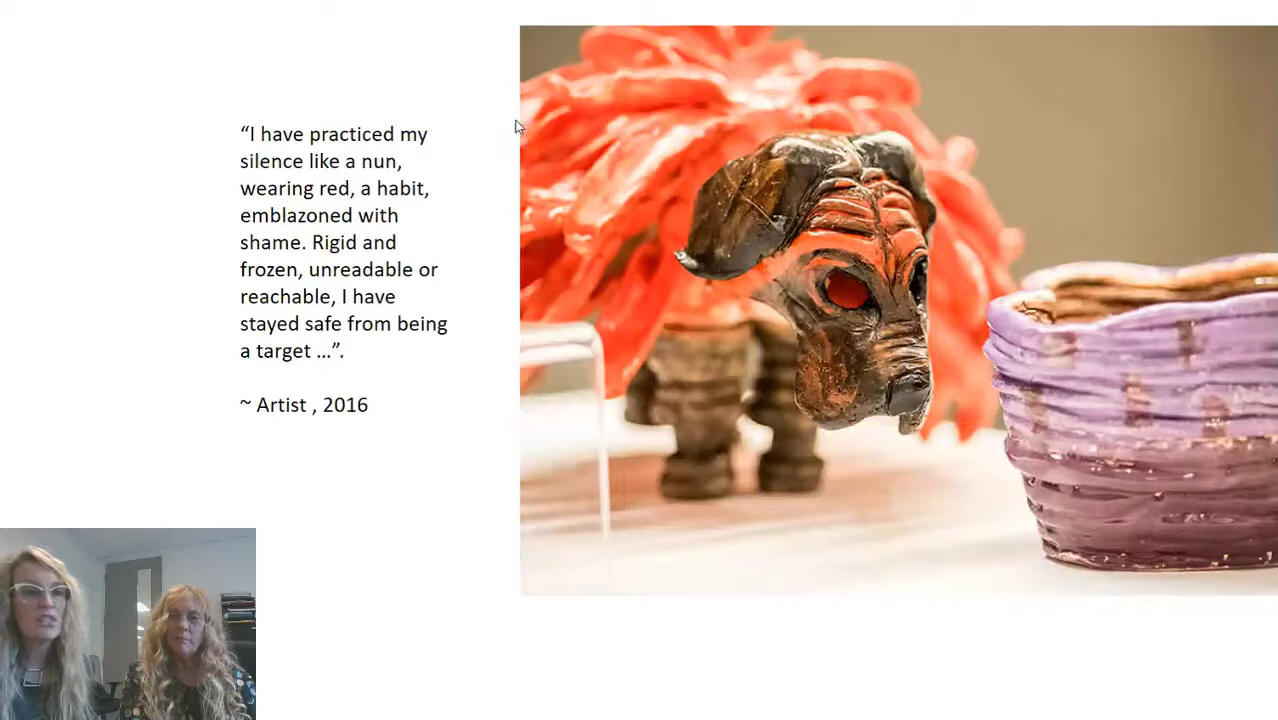 “I have practiced my
silence like a nun,
wearing red, a habit,
emblazoned with
shame. Rigid and
frozen, unreadable or
reachable, I have
stayed safe from being
a target ...”.
~ Artist , 2016